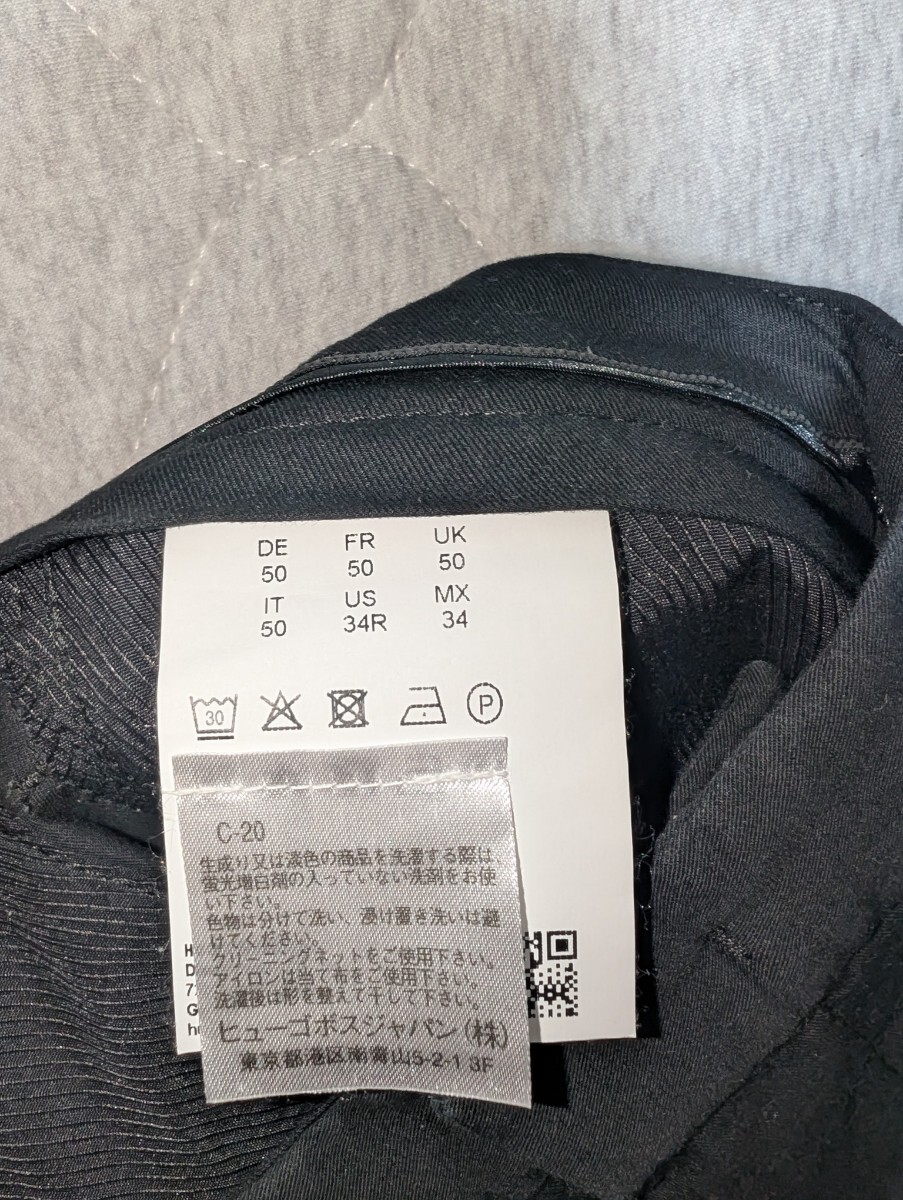 DE FR UK
50 50 50
IT US MX
50 34R 34
30
P
C-20
生成り又は淡色の商品を洗濯する際は、
蛍光増白剤の入っていない洗剤をお使
い下さい。
色物は分けて洗い、浸け置き洗いは避
けてください。
クリーニングネットをご使用下さい。
アイロンは当て布をご使用下さい。
洗濯後は形を整えて干して下さい。
ヒューゴボスジャパン(株)
東京都港区南青山5-2-1 3F